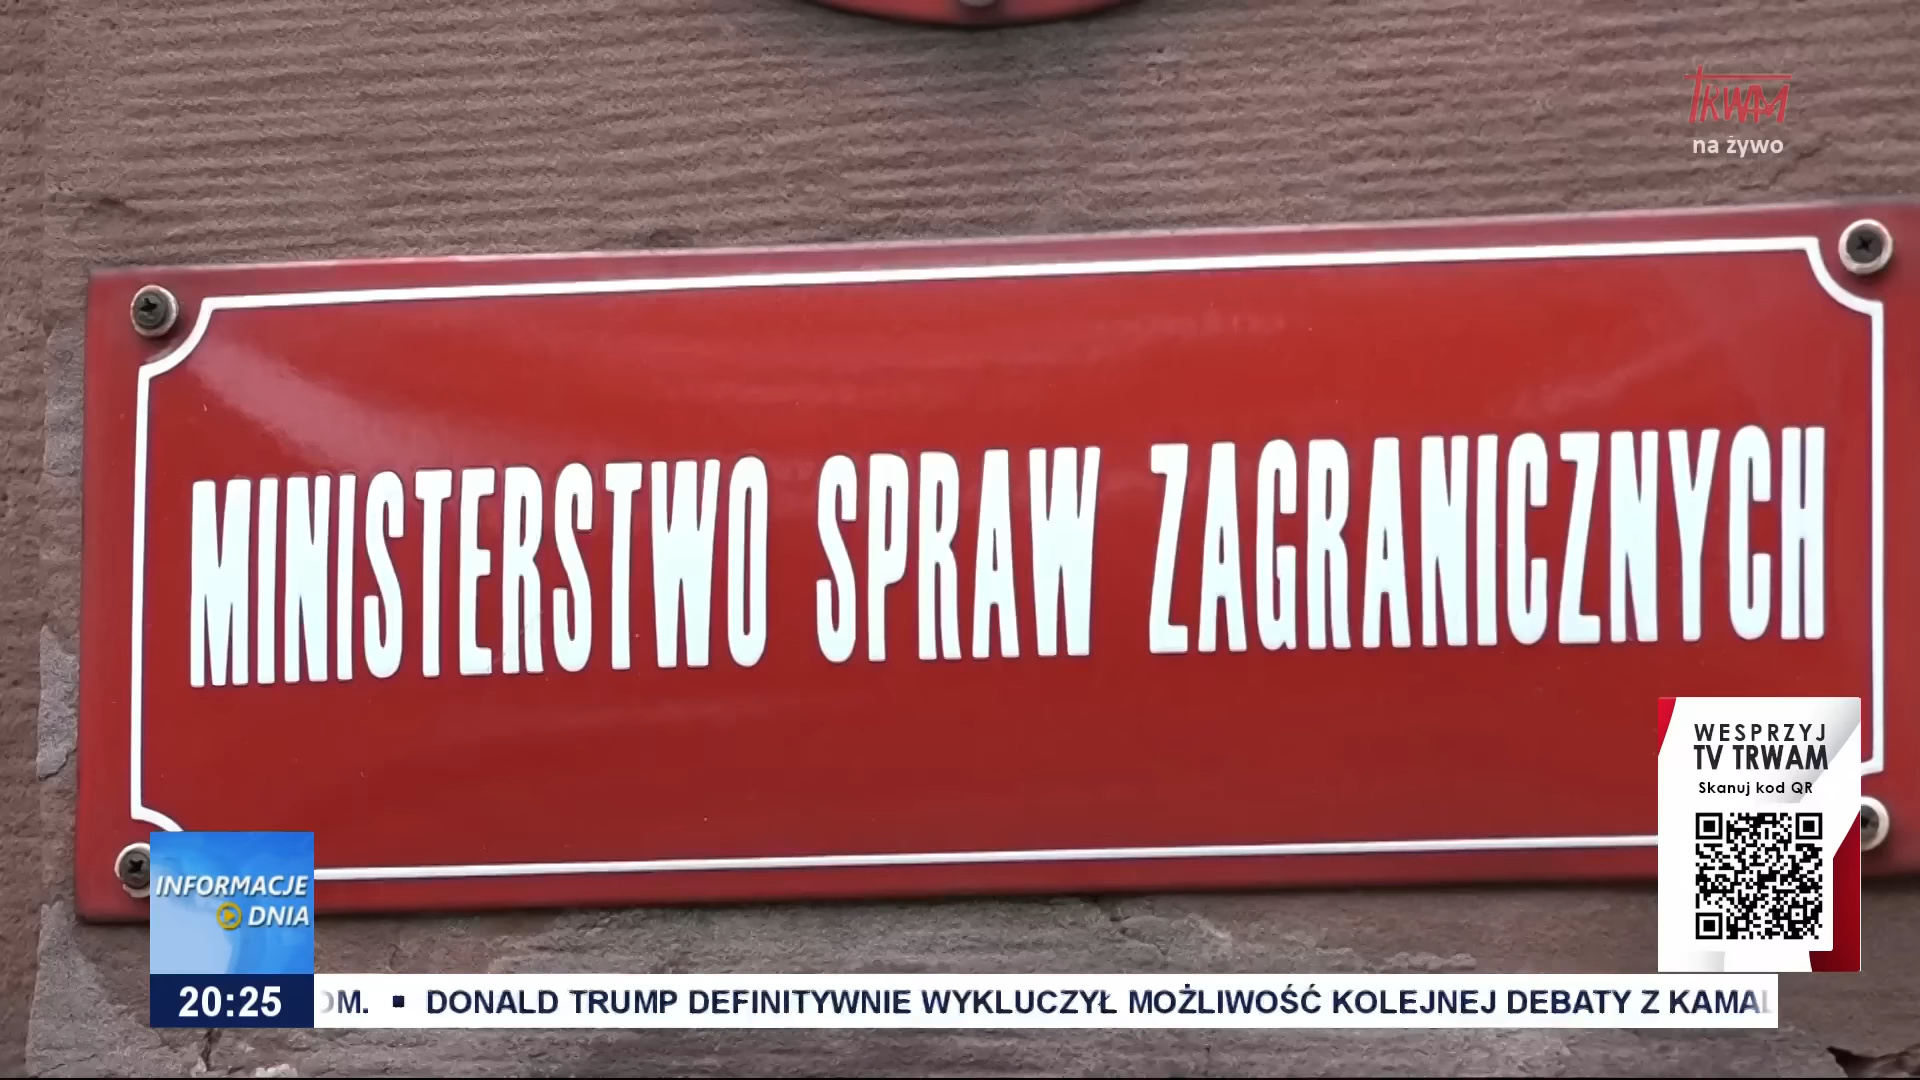 TRWAM
na żywo
MINISTERSTWO SPRAW ZAGRANICZNYCH
WESPRZYJ
TV TRWAM
Skanuj kod QR
INFORMACJE
DNIA
20:25
DONALD TRUMP DEFINITYWNIE WYKLUCZYŁ MOŻLIWOŚĆ KOLEJNEJ DEBATY Z